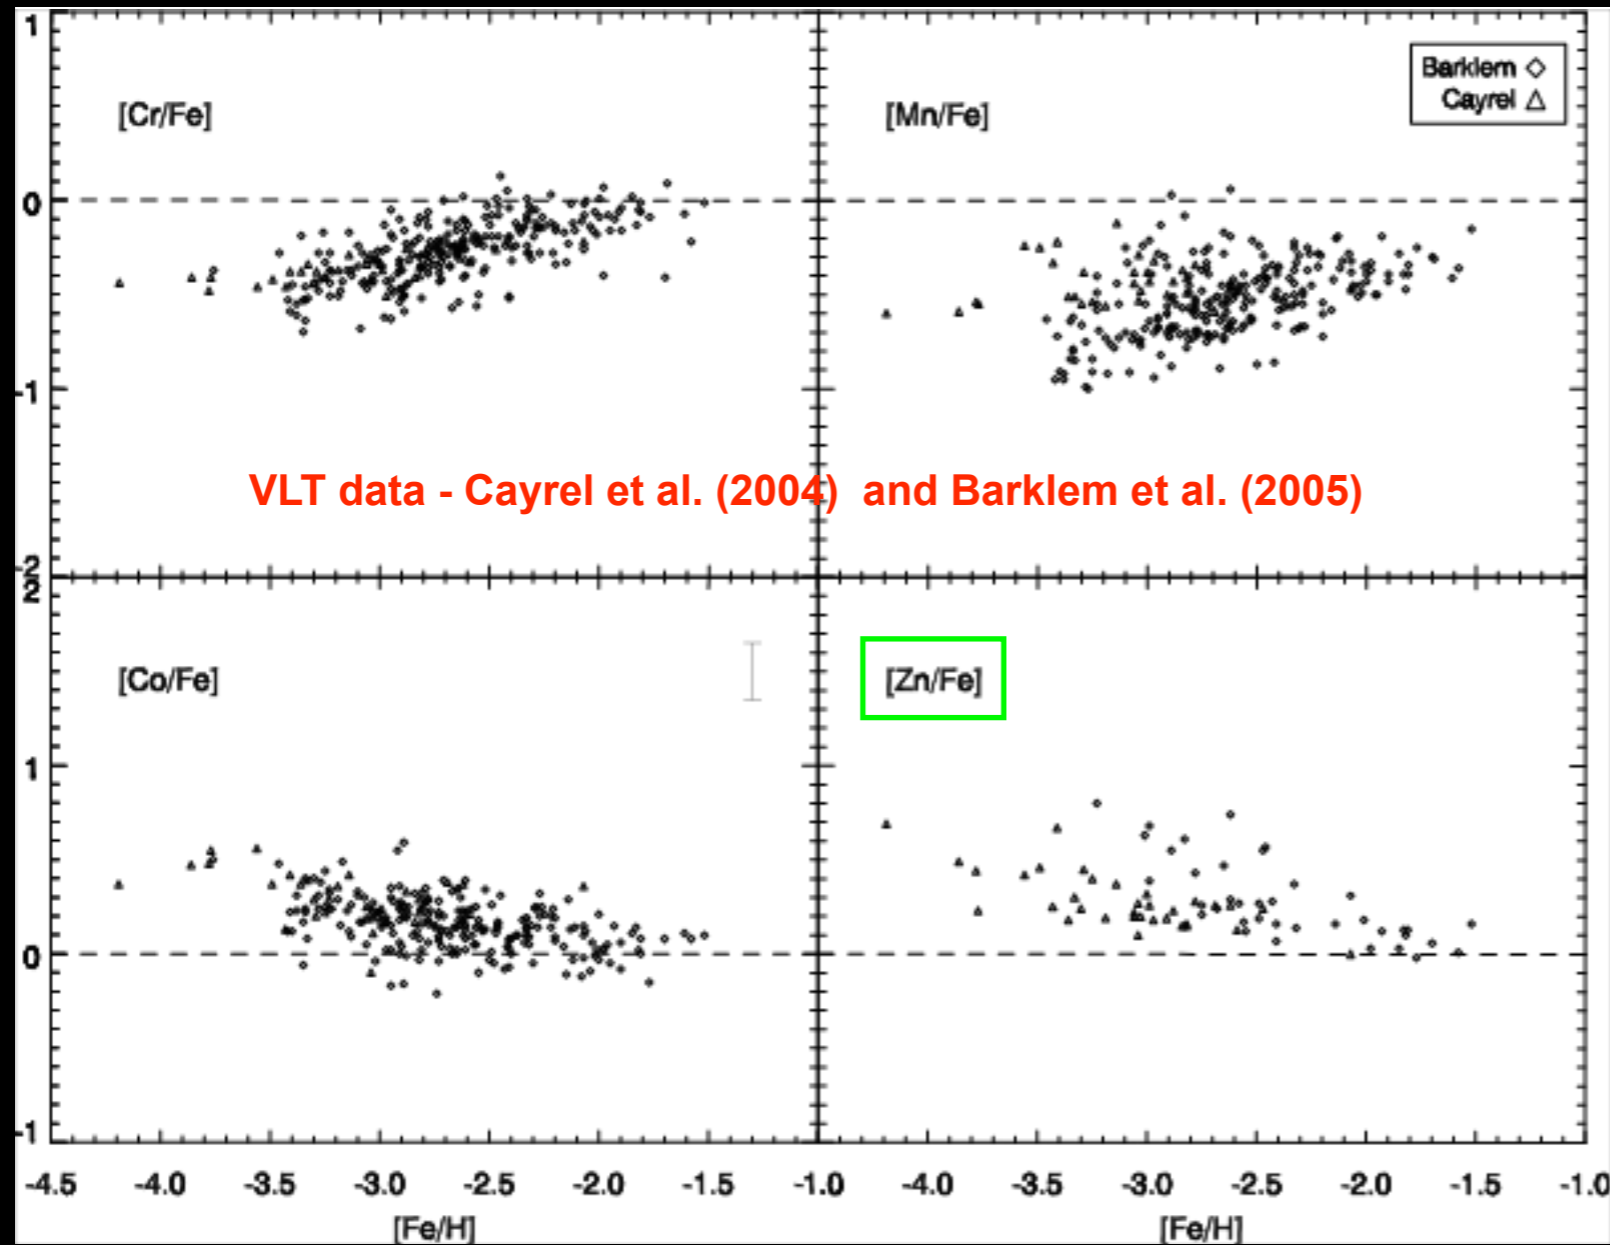 1
[Cr/Fe]
[Mn/Fe]
Barklem
Cayrel
0
-1
VLT data - Cayrel et al. (2004) and Barklem et al. (2005)
-2
2
[Co/Fe]
[Zn/Fe]
1
0
-1
-4.5 -4.0 -3.5 -3.0 -2.5 -2.0 -1.5 -1.0 -4.0 -3.5 -3.0 -2.5 -2.0 -1.5 -1.0
[Fe/H] [Fe/H]